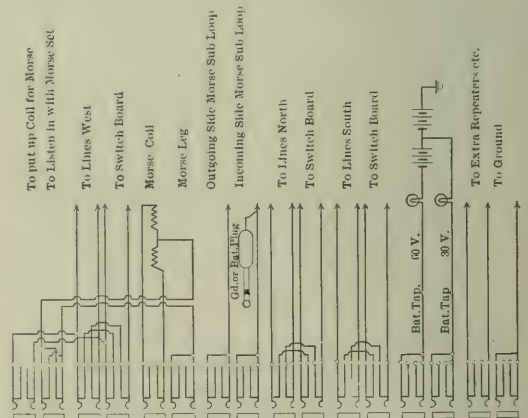 To put up Coil for Morse
To Listen in with Morse Set
To Lines West
To Switch Board
Morse Coil
Morse Leg
Outgoing Side Morse Sub Loop
Incoming Side Morse Sub Loop
Gd.or Bat.Plug
To Lines North
To Switch Board
To Lines South
To Switch Board
Bat.Tap. 60 V.
Bat.Tap 30 V.
To Extra Repeaters etc.
To Ground